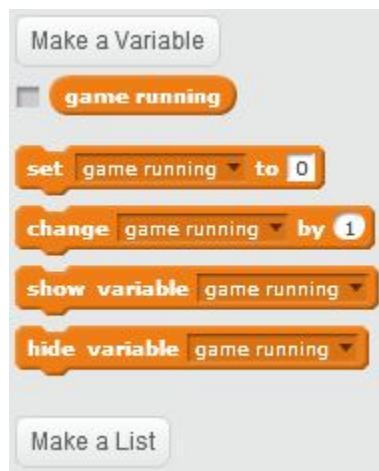 Make a Variable
game running
set game running to 0
change game running by 1
show variable game running
hide variable game running
Make a List